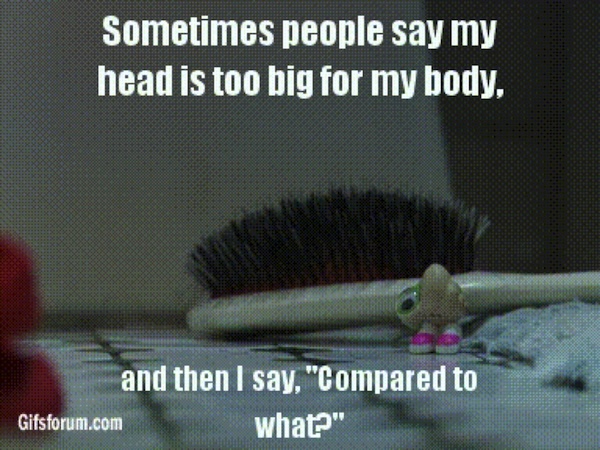 Sometimes people say my
head is too big for my body,
and then I say, "Compared to
what?"
Gifsforum.com